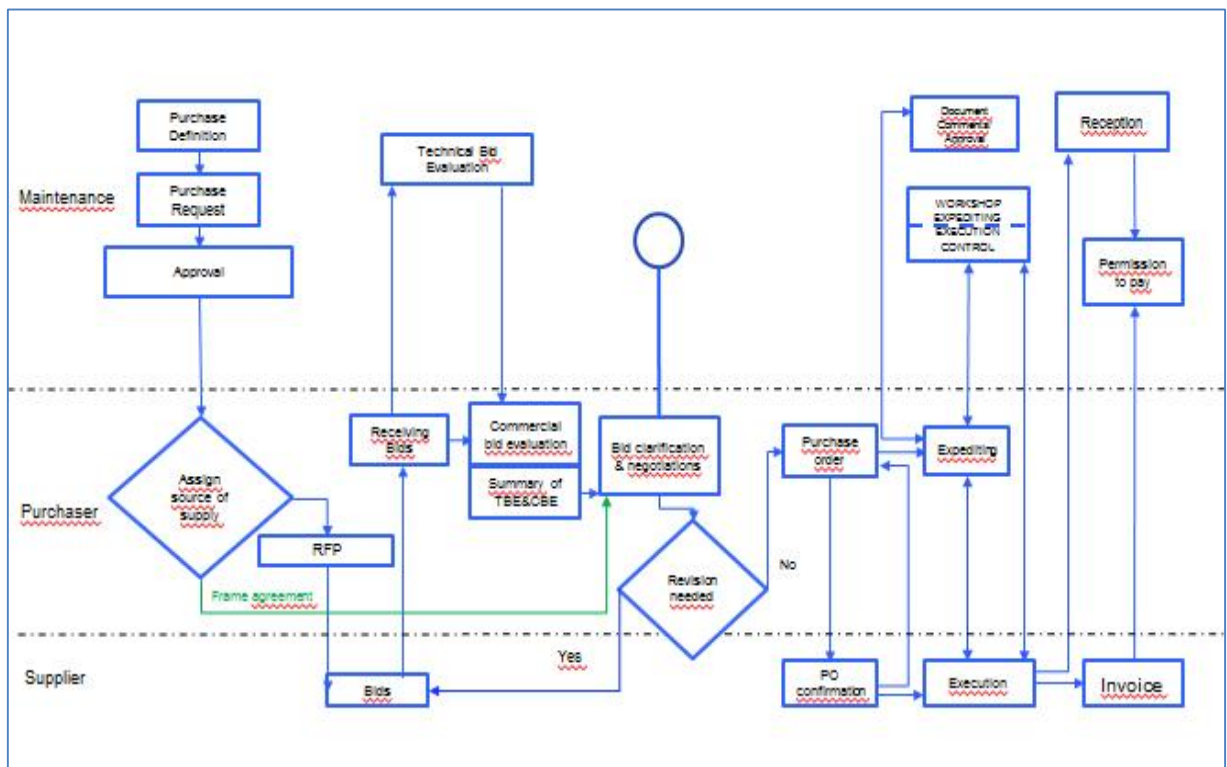 Purchase
Definition
Purchase
Request
Approval
Maintenance
Technical Bid
Evaluation
Document
Commental
Approval
WORKSHOP
EXPEDITING
EXECUTION
CONTROL
Reception
Permission
to pay
Purchaser
Assign
source of
supply
RFP
Frame agreement
Receiving
Bids
Commercial
bid evaluation
Summary of
TBE&CBE
Bid clarification
& negotiations
Revision
needed
No
Yes
Purchase
order
Expediting
Supplier
Bids
PO
confirmation
Execution
Invoice